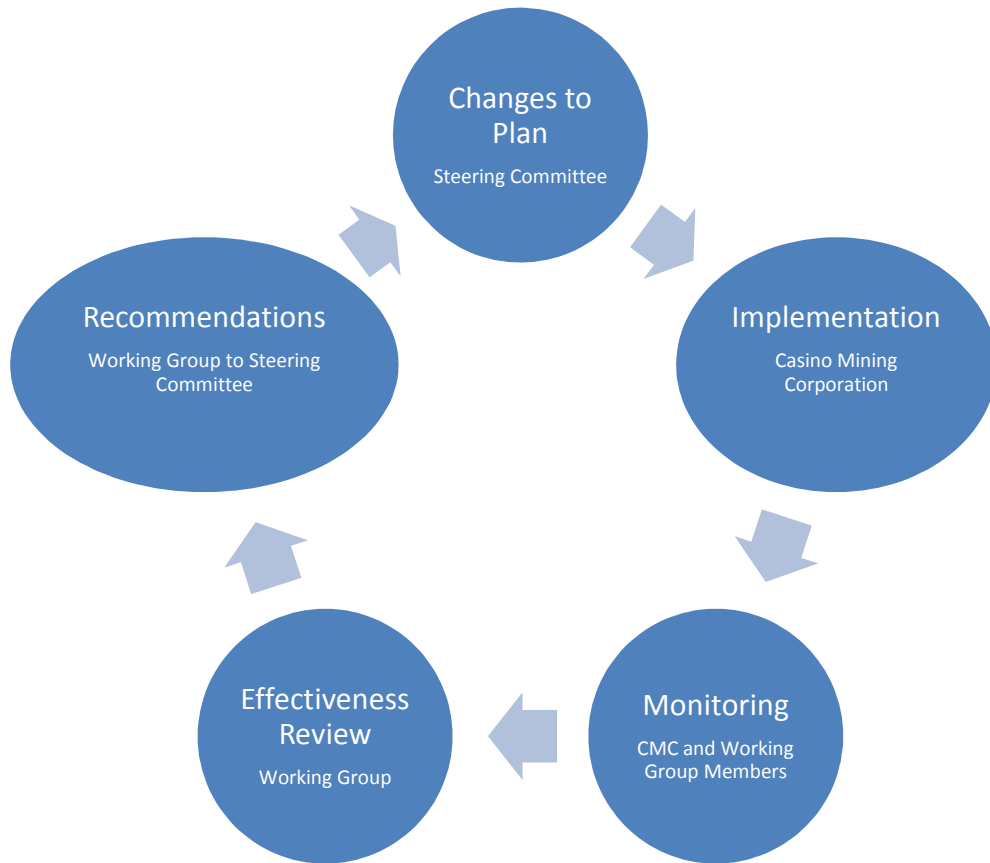 Changes to
Plan
Steering Committee
Implementation
Casino Mining
Corporation
Monitoring
CMC and Working
Group Members
Effectiveness
Review
Working Group
Recommendations
Working Group to Steering
Committee